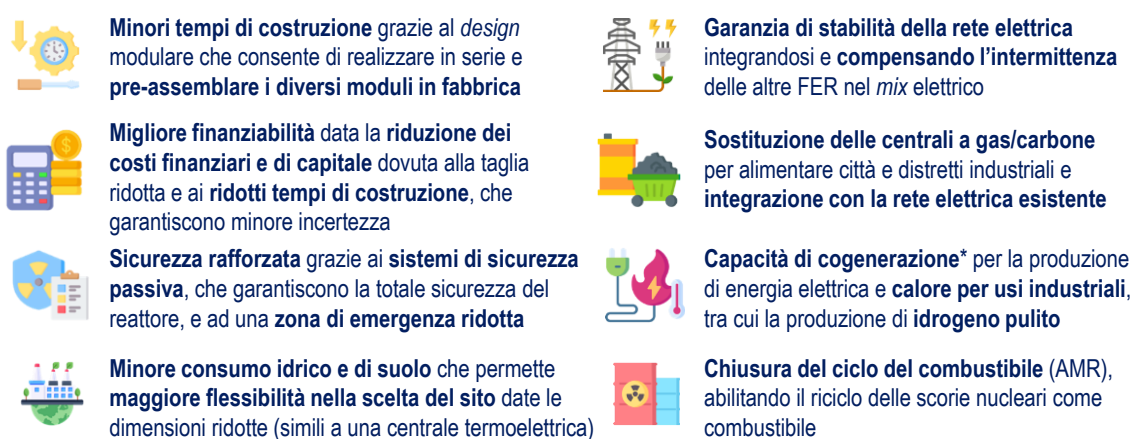 Minori tempi di costruzione grazie al design
modulare che consente di realizzare in serie e
pre-assemblare i diversi moduli in fabbrica
Migliore finanziabilità data la riduzione dei
costi finanziari e di capitale dovuta alla taglia
ridotta e ai ridotti tempi di costruzione, che
garantiscono minore incertezza
Sicurezza rafforzata grazie ai sistemi di sicurezza
passiva, che garantiscono la totale sicurezza del
reattore, e ad una zona di emergenza ridotta
Minore consumo idrico e di suolo che permette
maggiore flessibilità nella scelta del sito date le
dimensioni ridotte (simili a una centrale termoelettrica)
Garanzia di stabilità della rete elettrica
integrandosi e compensando l'intermittenza
delle altre FER nel mix elettrico
Sostituzione delle centrali a gas/carbone
per alimentare città e distretti industriali e
integrazione con la rete elettrica esistente
Capacità di cogenerazione* per la produzione
di energia elettrica e calore per usi industriali,
tra cui la produzione di idrogeno pulito
Chiusura del ciclo del combustibile (AMR),
abilitando il riciclo delle scorie nucleari come
combustibile